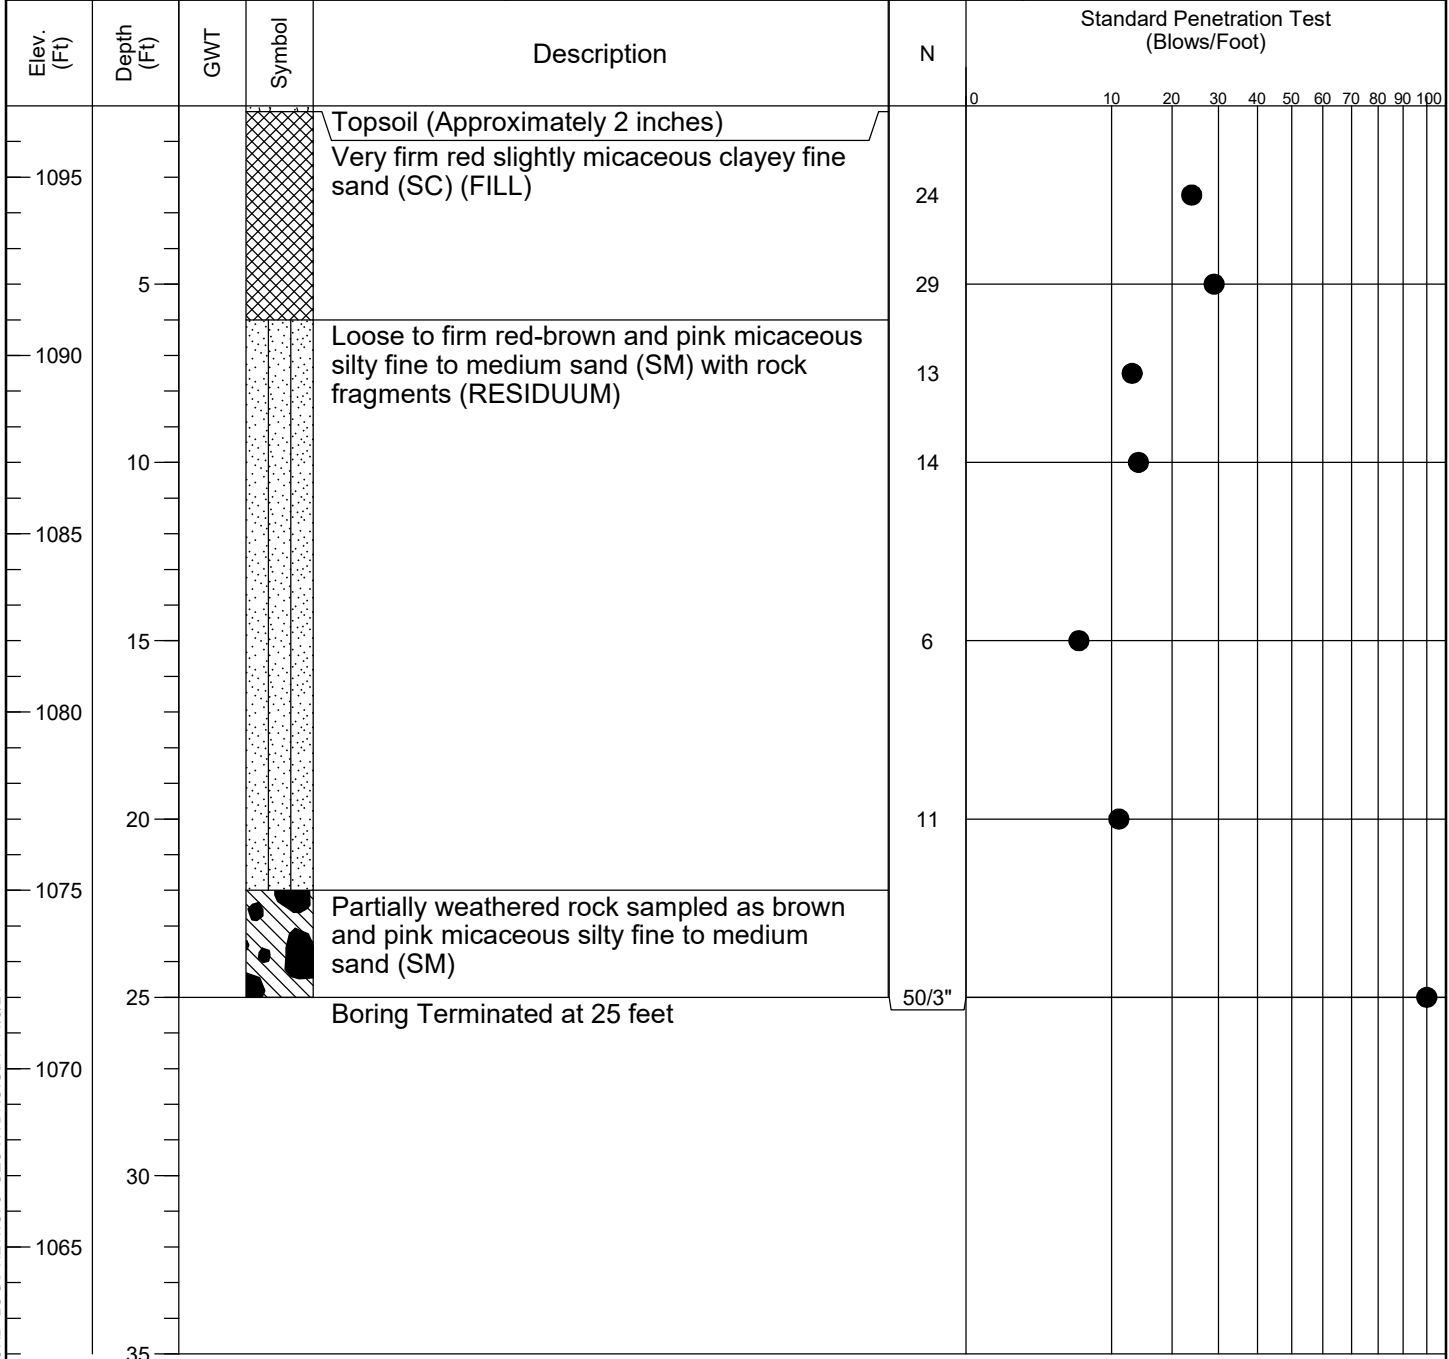 Elev.
(Ft)
Depth
(Ft)
GWT
Symbol
Description
N
Standard Penetration Test
(Blows/Foot)
0 10 20 30 40 50 60 70 80 90 100
Topsoil (Approximately 2 inches)
Very firm red slightly micaceous clayey fine
sand (SC) (FILL)
1095
24
5
29
Loose to firm red-brown and pink micaceous
silty fine to medium sand (SM) with rock
fragments (RESIDUUM)
1090
13
10
14
1085
15
6
1080
20
11
1075
Partially weathered rock sampled as brown
and pink micaceous silty fine to medium
sand (SM)
25
50/3"
Boring Terminated at 25 feet
1070
30
1065
35